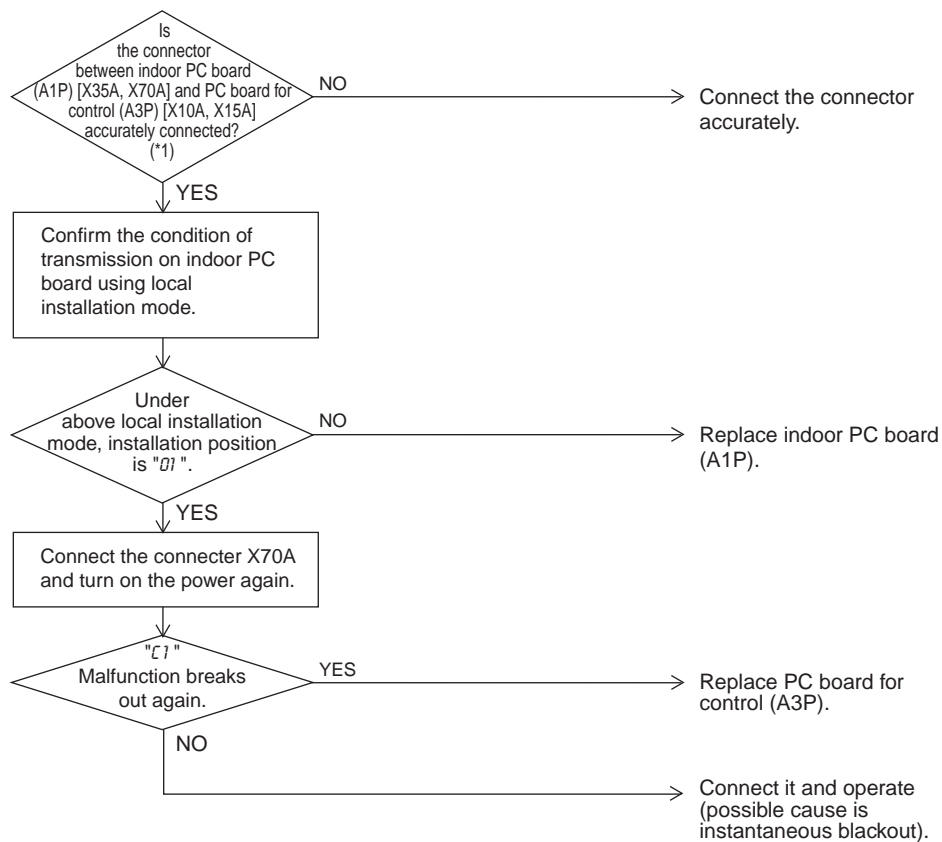 Is
the connector
between indoor PC board
(A1P) [X35A, X70A] and PC board for
control (A3P) [X10A, X15A]
accurately connected?
(*1)
NO
Connect the connector
accurately.
YES
Confirm the condition of
transmission on indoor PC
board using local
installation mode.
Under
above local installation
mode, installation position
is "01".
NO
Replace indoor PC board
(A1P).
YES
Connect the connecter X70A
and turn on the power again.
"C1"
Malfunction breaks
out again.
YES
Replace PC board for
control (A3P).
NO
Connect it and operate
(possible cause is
instantaneous blackout).